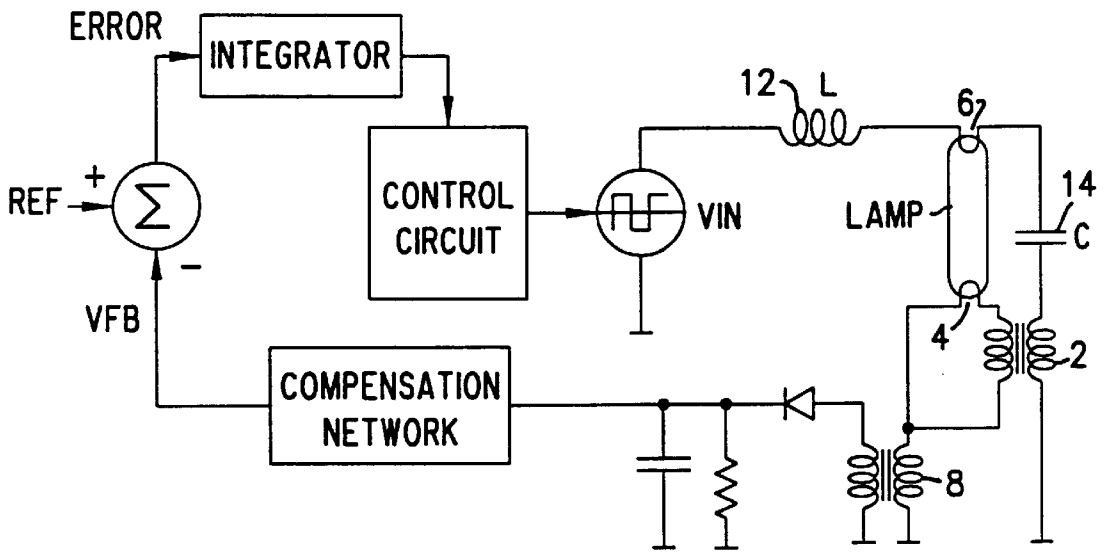 ERROR
INTEGRATOR
12
L
6
REF
+
Σ
-
CONTROL
CIRCUIT
VIN
LAMP
14
C
VFB
4
2
COMPENSATION
NETWORK
8